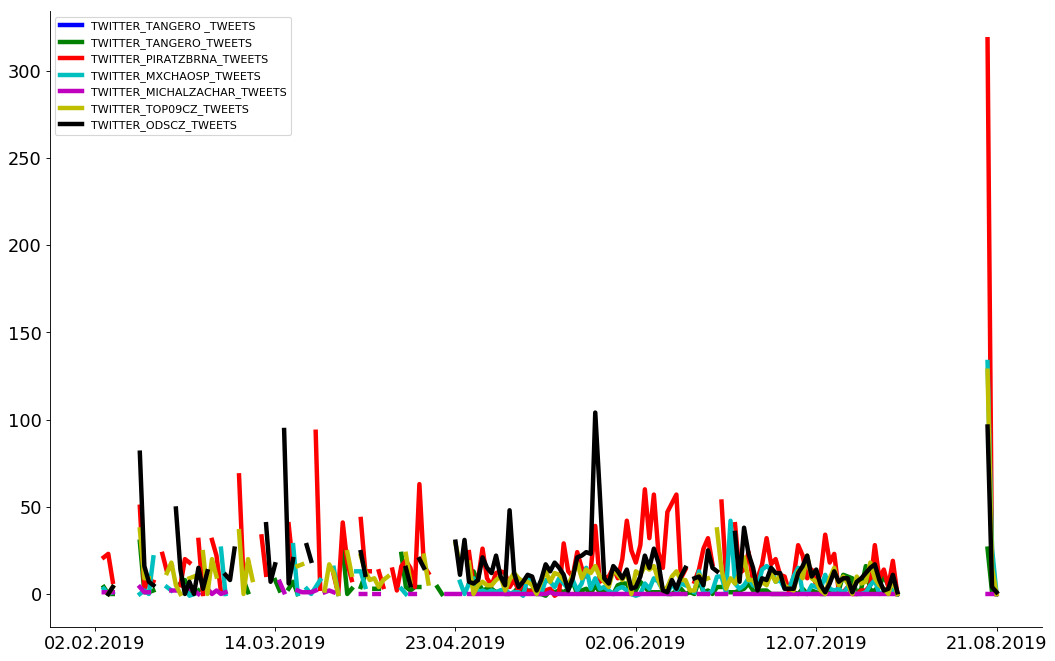 TWITTER_TANGERO _TWEETS
TWITTER_TANGERO_TWEETS
TWITTER_PIRATZBRNA_TWEETS
TWITTER_MXCHAOSP_TWEETS
TWITTER_MICHALZACHAR_TWEETS
TWITTER_TOP09CZ_TWEETS
TWITTER_ODSCZ_TWEETS
300
250
200
150
100
50
0
02.02.2019 14.03.2019 23.04.2019 02.06.2019 12.07.2019 21.08.2019